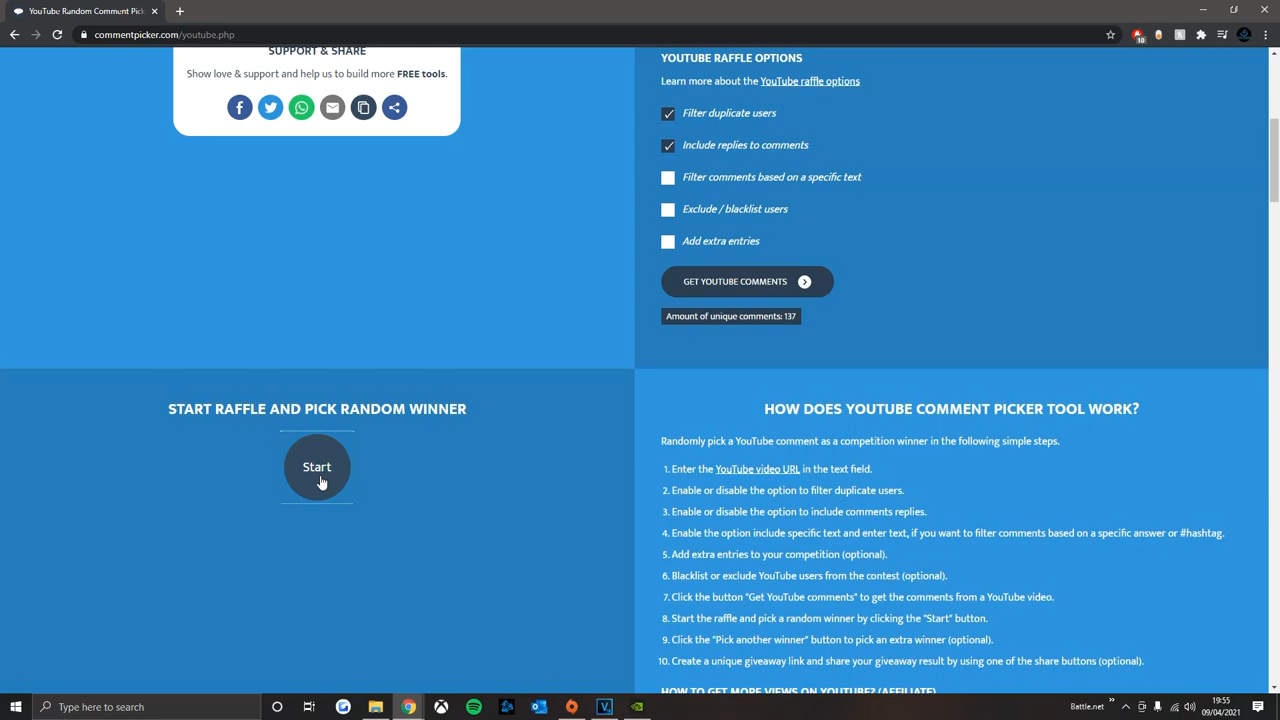 YouTube Random Comment Pick
commentpicker.com/youtube.php
10
SUPPORT & SHARE
Show love & support and help us to build more FREE tools.
YOUTUBE RAFFLE OPTIONS
Learn more about the YouTube raffle options
Filter duplicate users
Include replies to comments
Filter comments based on a specific text
Exclude / blacklist users
Add extra entries
GET YOUTUBE COMMENTS
Amount of unique comments: 137
START RAFFLE AND PICK RANDOM WINNER
Start
HOW DOES YOUTUBE COMMENT PICKER TOOL WORK?
Randomly pick a YouTube comment as a competition winner in the following simple steps.
1. Enter the YouTube video URL in the text field.
2. Enable or disable the option to filter duplicate users.
3. Enable or disable the option to include comments replies.
4. Enable the option include specific text and enter text, if you want to filter comments based on a specific answer or #hashtag.
5. Add extra entries to your competition (optional).
6. Blacklist or exclude YouTube users from the contest (optional).
7. Click the button "Get YouTube comments" to get the comments from a YouTube video.
8. Start the raffle and pick a random winner by clicking the "Start" button.
9. Click the "Pick another winner" button to pick an extra winner (optional).
10. Create a unique giveaway link and share your giveaway result by using one of the share buttons (optional).
HOW TO GET MORE VIEWS ON YOUTUBE? (AFFILIATE)
Type here to search
Battle.net
19:55
09/04/2021